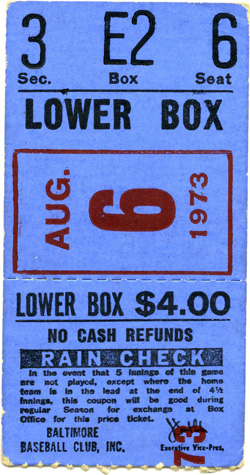 3 E2 6
Sec. Box Seat
LOWER BOX
AUG. 6 1973
LOWER BOX $4.00
NO CASH REFUNDS
RAIN CHECK
In the event that 5 innings of this game
are not played, except where the home
team is in the lead at the end of 4½
innings, this coupon will be good during
regular Season for exchange at Box
Office for this price ticket.
BALTIMORE
BASEBALL CLUB, INC.
Executive Vice-Pres.
73